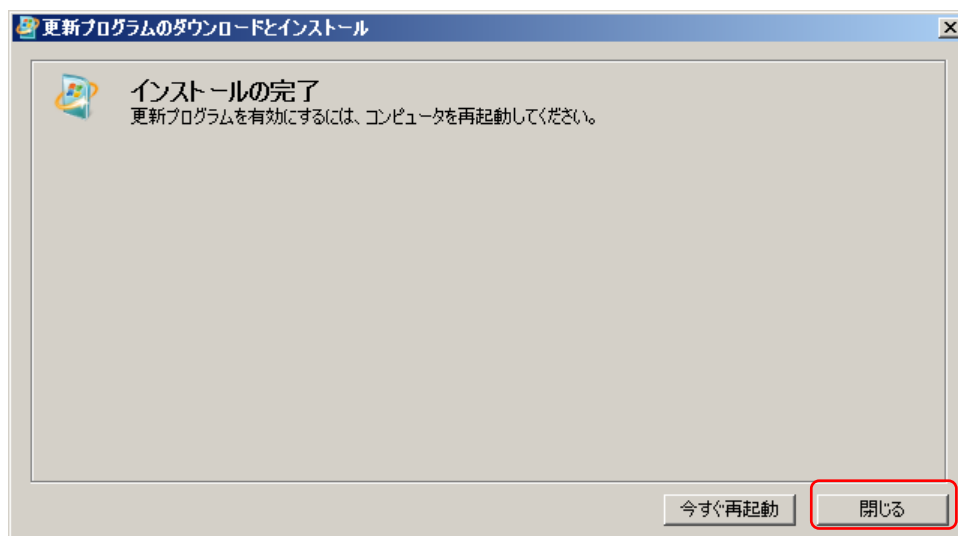 更新プログラムのダウンロードとインストール
インストールの完了
更新プログラムを有効にするには、コンピュータを再起動してください。
今すぐ再起動
閉じる